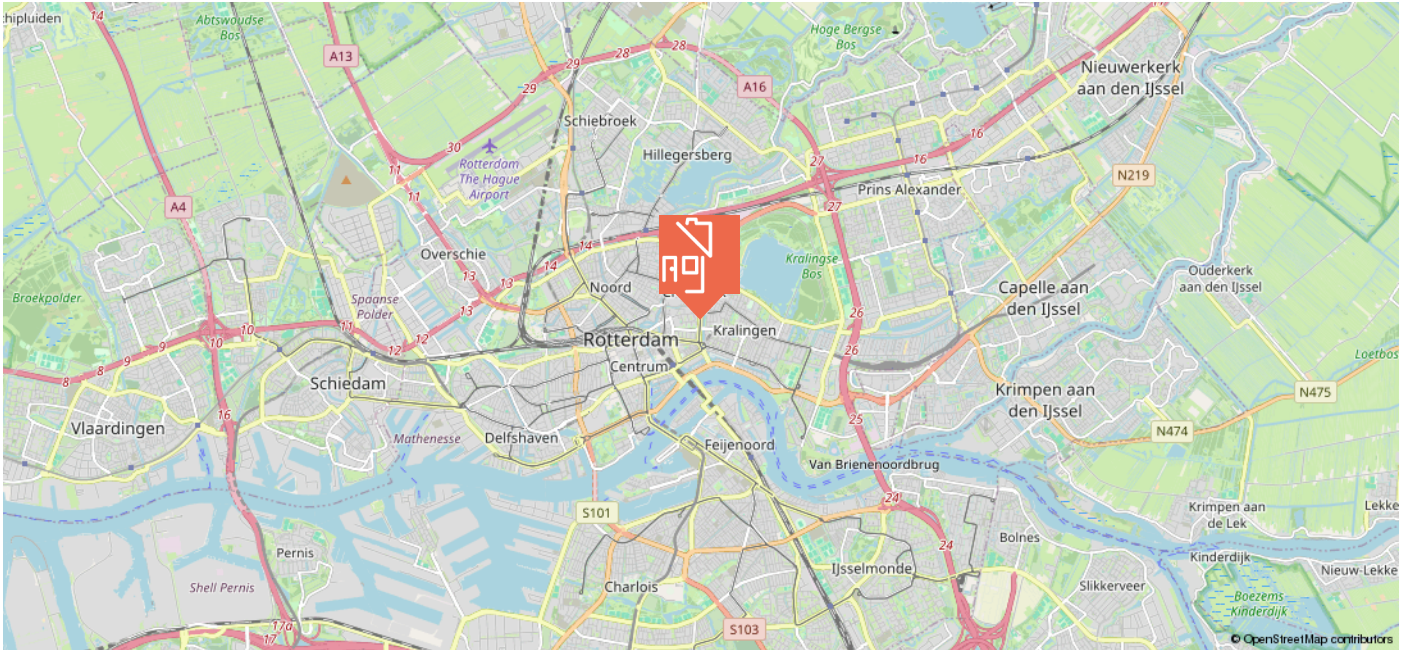 chipluiden
14
Abtswoudse
Bos
A13
29
28
28
Hoge Bergse
Bos
A16
Nieuwerkerk
aan den IJssel
29
Schiebroek
16
30
Rotterdam
The Hague
Airport
Hillegersberg
27
16
11
11
N219
A4
Prins Alexander
27
14
Overschie
14
13
13
13
Kralingse
Bos
Noord
Capelle aan
den IJssel
Ouderkerk
aan den IJssel
Broekpolder
Spaanse
Polder
10
10
11
12
12
26
Rotterdam
Kralingen
26
9
9
8
8
Centrum
Loetbos
Schiedam
Krimpen aan
den IJssel
N475
16
Vlaardingen
Mathenesse
Delfshaven
Feijenoord
25
N474
Van Brienenoordbrug
24
S101
Krimpen aan
de Lek
Lekke
24
Bolnes
Pernis
Kinderdijk
Nieuw-Lekke
Shell Pernis
Charlois
IJsselmonde
Slikkerveer
Boezems
Kinderdijk
17a
17
S103
© OpenStreetMap contributors